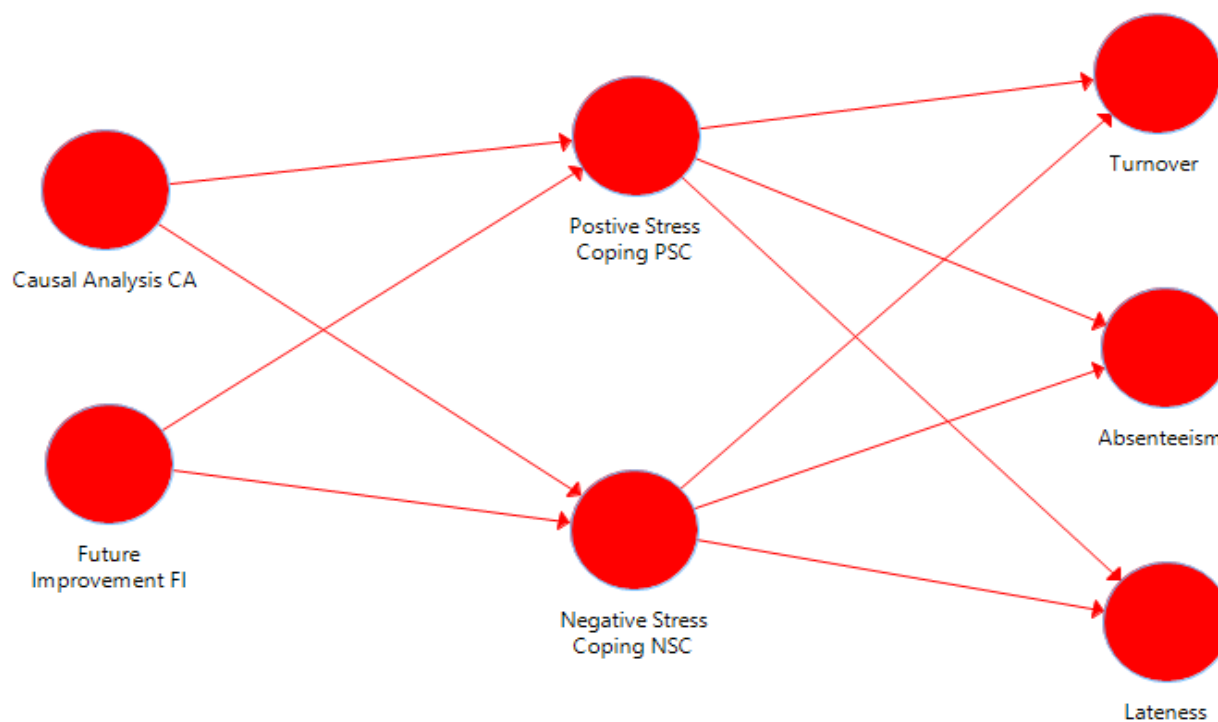 Causal Analysis CA
Future
Improvement FI
Postive Stress
Coping PSC
Negative Stress
Coping NSC
Turnover
Absenteeism
Lateness